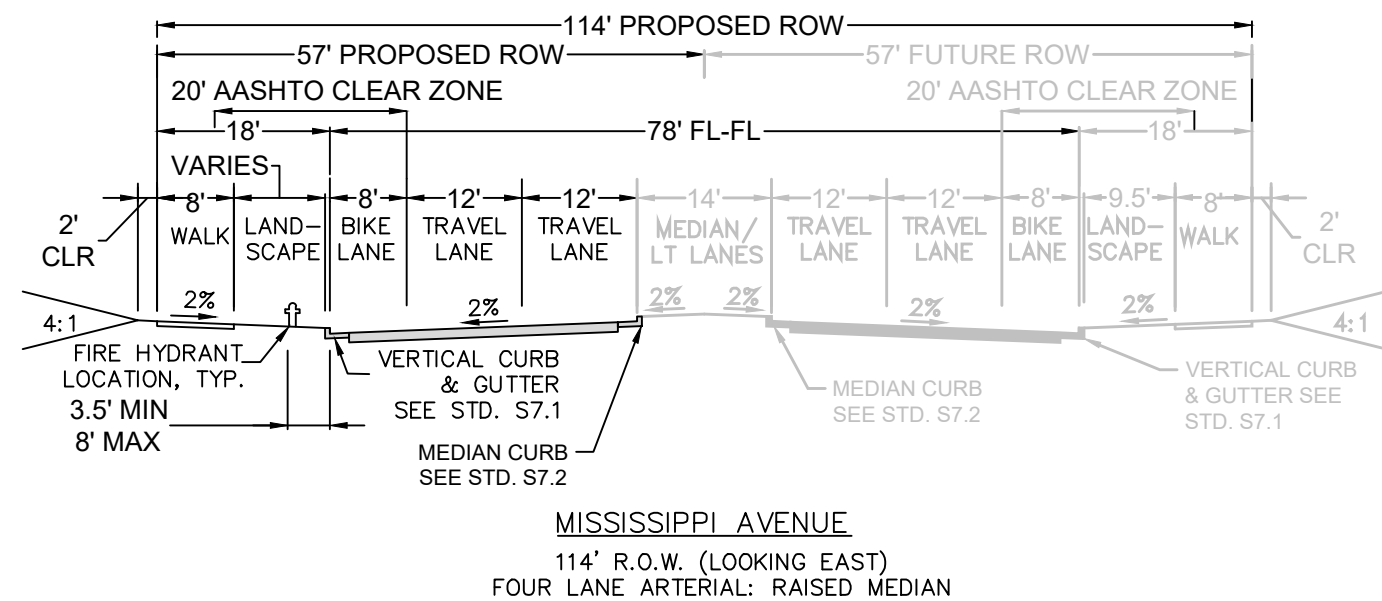 114' PROPOSED ROW
57' PROPOSED ROW
57' FUTURE ROW
20' AASHTO CLEAR ZONE
20' AASHTO CLEAR ZONE
18'
78' FL-FL
18'
VARIES
2'
CLR
8'
WALK
LAND-
SCAPE
8'
BIKE
LANE
12'
TRAVEL
LANE
12'
TRAVEL
LANE
14'
MEDIAN/
LT LANES
12'
TRAVEL
LANE
12'
TRAVEL
LANE
8'
BIKE
LANE
9.5'
LAND-
SCAPE
8'
WALK
2'
CLR
4:1
2%
2%
2%
2%
2%
2%
4:1
FIRE HYDRANT
LOCATION, TYP.
3.5' MIN
8' MAX
VERTICAL CURB
& GUTTER
SEE STD. S7.1
MEDIAN CURB
SEE STD. S7.2
MEDIAN CURB
SEE STD. S7.2
VERTICAL CURB
& GUTTER SEE
STD. S7.1
MISSISSIPPI AVENUE
114' R.O.W. (LOOKING EAST)
FOUR LANE ARTERIAL: RAISED MEDIAN